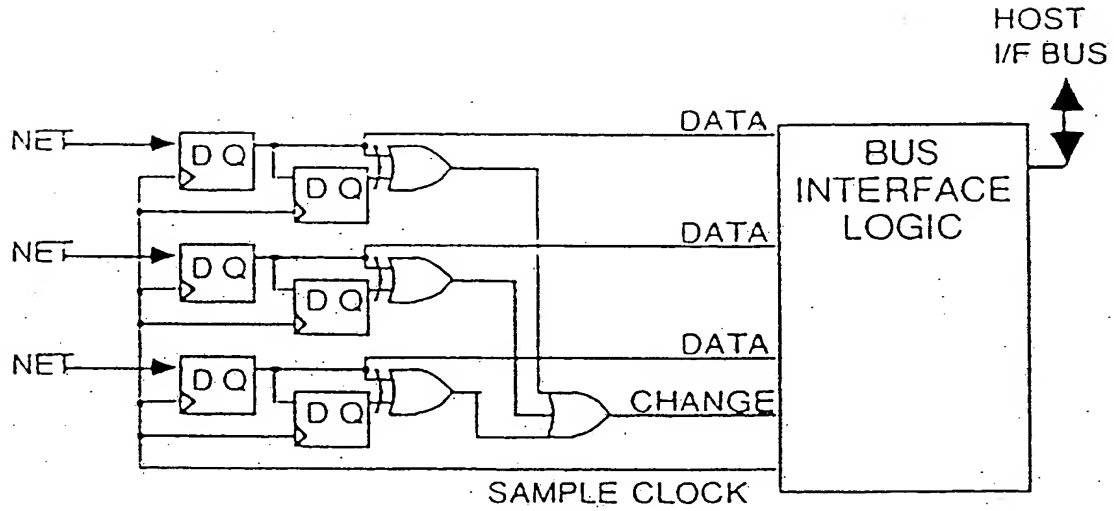 HOST
I/F BUS
NET
D Q
DATA
D Q
BUS
INTERFACE
LOGIC
NET
D Q
DATA
D Q
NET
D Q
DATA
D Q
CHANGE
SAMPLE CLOCK